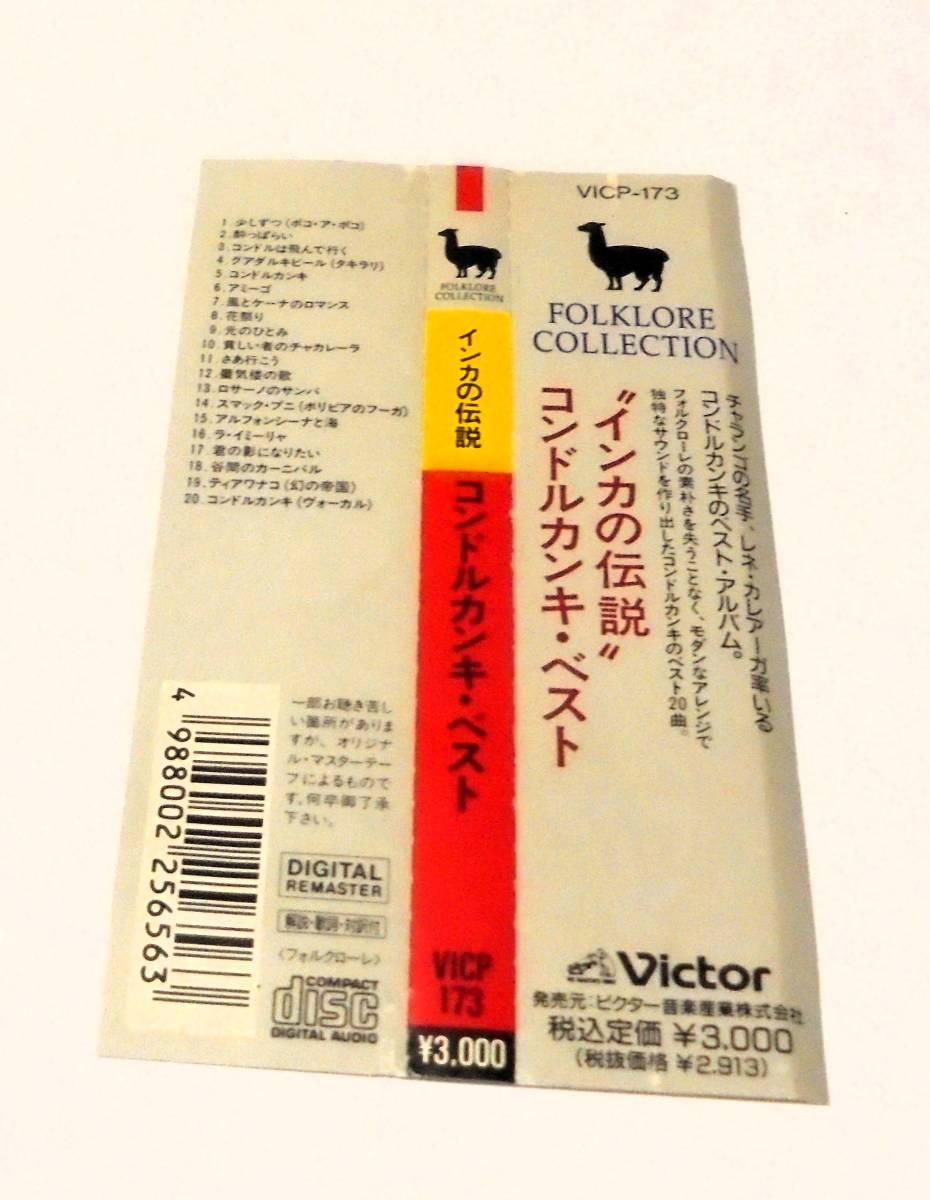 1. 少しずつ(ポコ・ア・ポコ)
2. 酔っぱらい
3. コンドルは飛んで行く
4. グアダルキビール(タキラリ)
5. コンドルカンキ
6. アミーゴ
7. 風とケーナのロマンス
8. 花祭り
9. 光のひとみ
10. 貧しい者のチャカレーラ
11. さあ行こう
12. 蜃気楼の歌
13. ロサーノのサンバ
14. スマック・プニ(ボリビアのフーガ)
15. アルフォンシーナと海
16. ラ・イミーリャ
17. 君の影になりたい
18. 谷間のカーニバル
19. ティアワナコ(幻の帝国)
20. コンドルカンキ(ヴォーカル)
4 988002 256563
一部お聴き苦し
い箇所がありま
すが、オリジナ
ル・マスターテー
プによるもので
す。何卒御了承
下さい。
DIGITAL
REMASTER
解説・歌詞・対訳付
〈フォルクローレ〉
COMPACT
disc
DIGITAL AUDIO
FOLKLORE
COLLECTION
インカの伝説
コンドルカンキ・ベスト
VICP
173
¥3,000
VICP-173
FOLKLORE
COLLECTION
チャランゴの名手、レネ・カレアーガ率いる
コンドルカンキのベスト・アルバム。
フォルクローレの素朴さを失うことなく、モダンなアレンジで
独特なサウンドを作り出したコンドルカンキのベスト20曲。
〝インカの伝説〟
コンドルカンキ・ベスト
Victor
発売元:ビクター音楽産業株式会社
税込定価 ¥3,000
(税抜価格 ¥2,913)